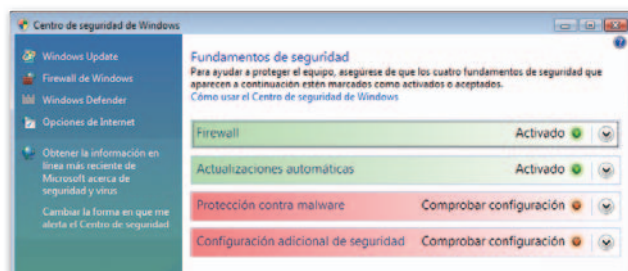 Centro de seguridad de Windows
Windows Update
Firewall de Windows
Windows Defender
Opciones de Internet
Obtener la información en
línea más reciente de
Microsoft acerca de
seguridad y virus
Cambiar la forma en que me
alerta el Centro de seguridad
Fundamentos de seguridad
Para ayudar a proteger el equipo, asegúrese de que los cuatro fundamentos de seguridad que
aparecen a continuación estén marcados como activados o aceptados.
Cómo usar el Centro de seguridad de Windows
Firewall Activado
Actualizaciones automáticas Activado
Protección contra malware Comprobar configuración
Configuración adicional de seguridad Comprobar configuración